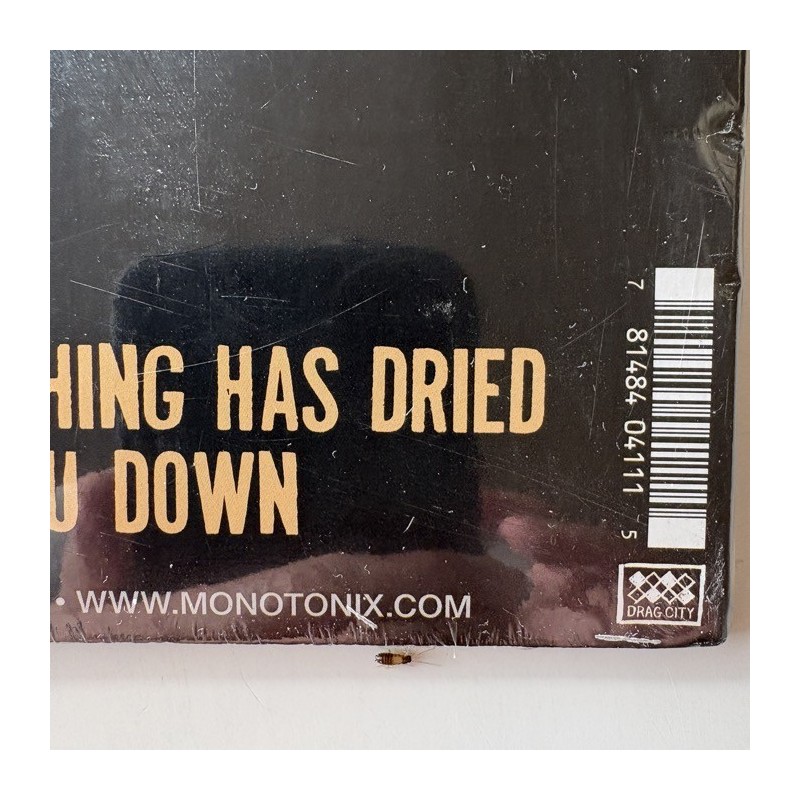 HING HAS DRIED
U DOWN
• WWW.MONOTONIX.COM
7 81484 04111 5
DRAG CITY